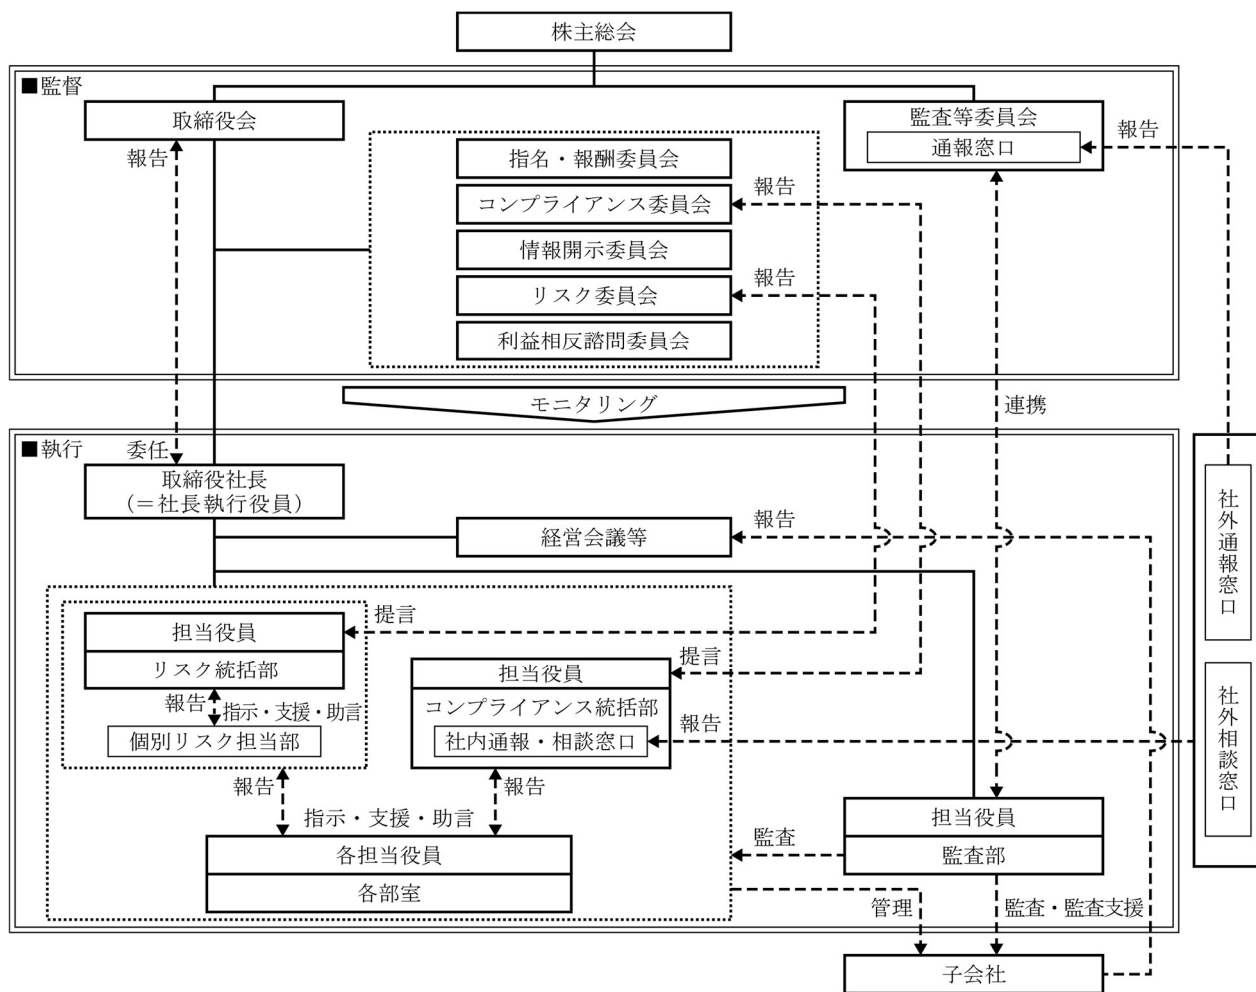 株主総会
■監督
取締役会
監査等委員会
通報窓口
報告
報告
指名・報酬委員会
コンプライアンス委員会
報告
情報開示委員会
リスク委員会
報告
利益相反諮問委員会
モニタリング
連携
■執行
委任
取締役社長
(=社長執行役員)
経営会議等
報告
社外通報窓口
担当役員
リスク統括部
提言
報告
指示・支援・助言
個別リスク担当部
担当役員
コンプライアンス統括部
社内通報・相談窓口
提言
報告
社外相談窓口
報告
報告
指示・支援・助言
各担当役員
各部室
担当役員
監査部
監査
管理
監査・監査支援
子会社